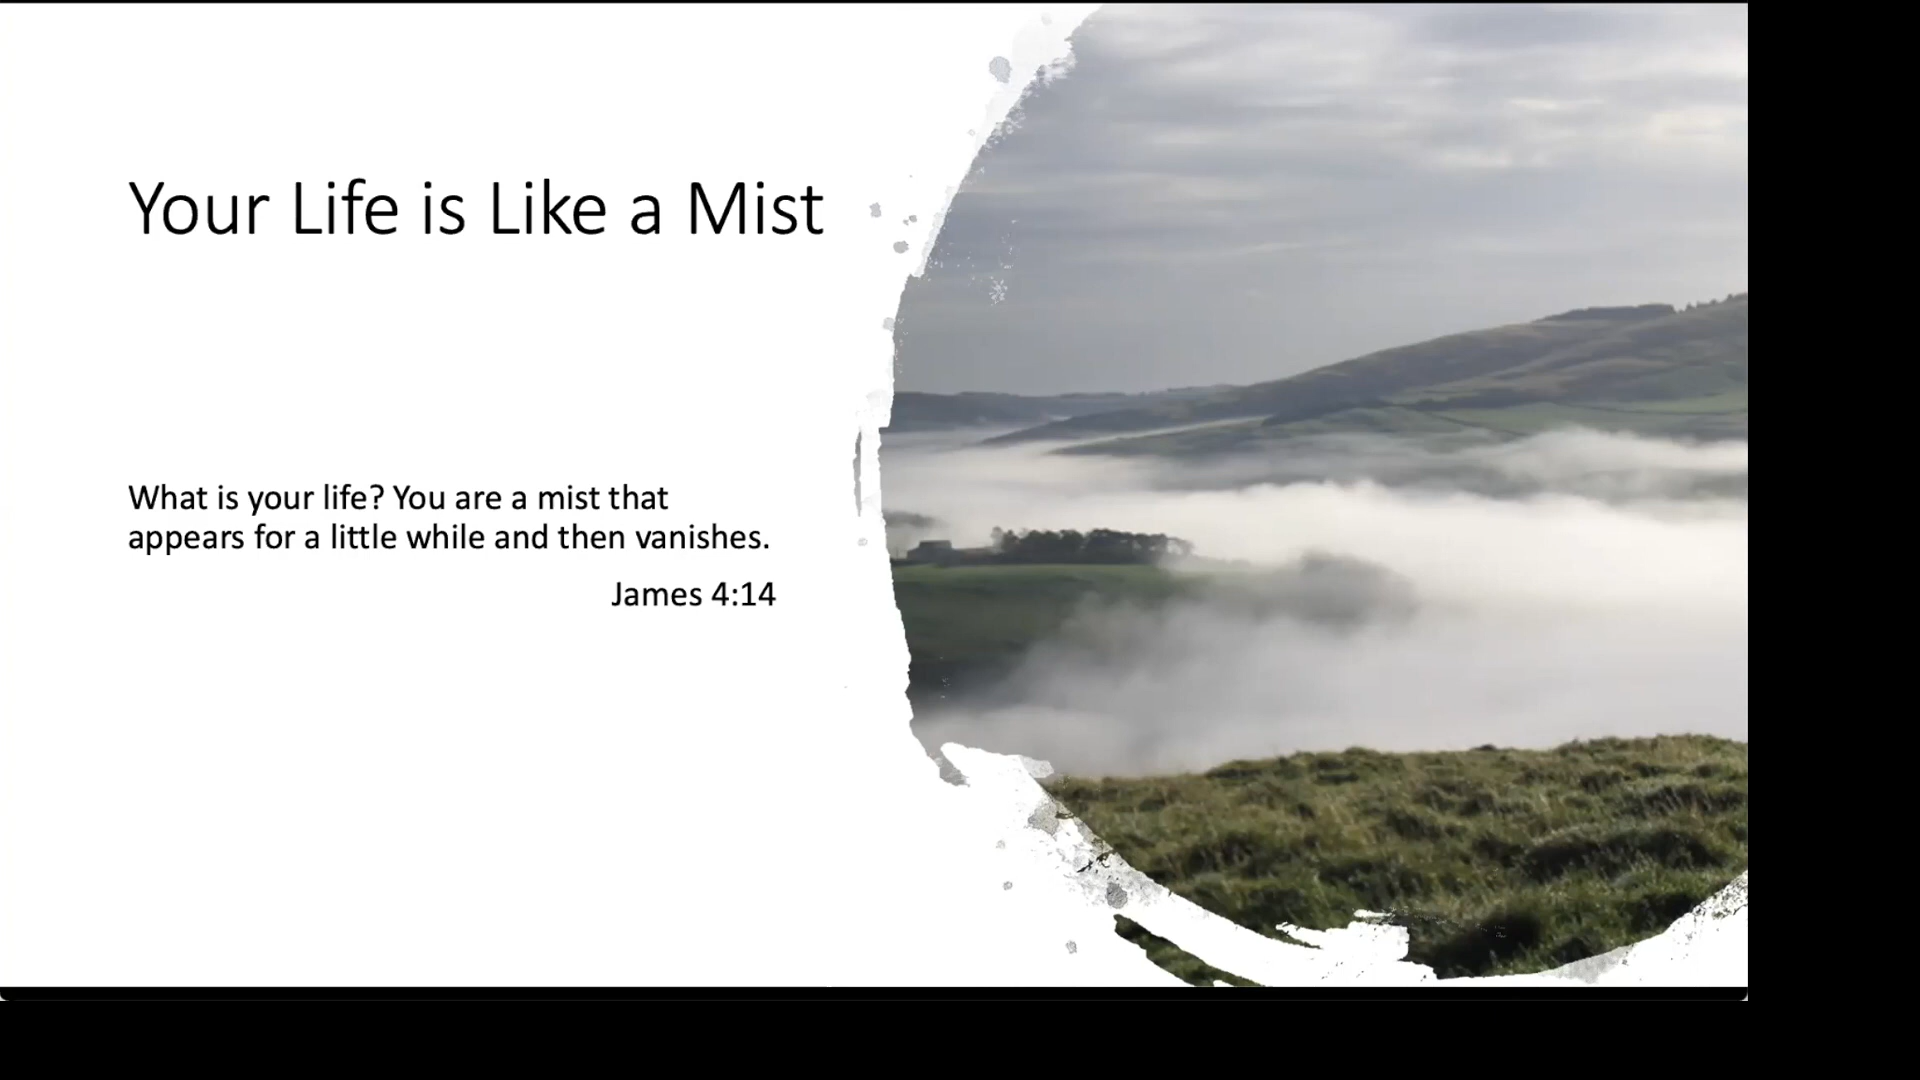 Your Life is Like a Mist
What is your life? You are a mist that
appears for a little while and then vanishes.
James 4:14